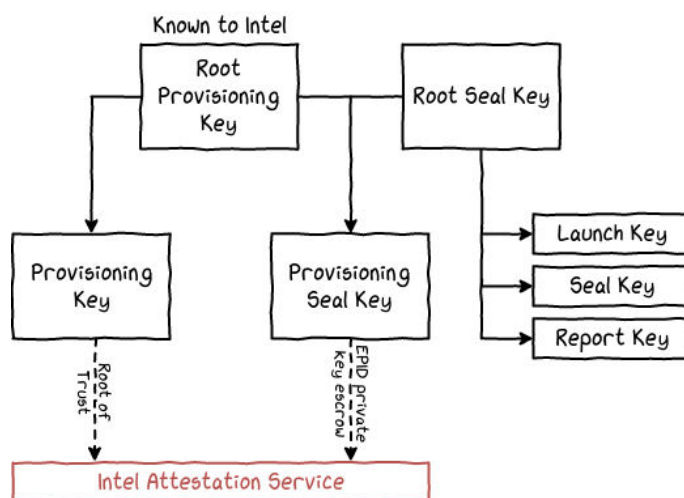 Known to Intel
Root
Provisioning
Key
Root Seal Key
Provisioning
Key
Provisioning
Seal Key
Launch Key
Seal Key
Report Key
Root of
Trust
EPID private
key escrow
Intel Attestation Service